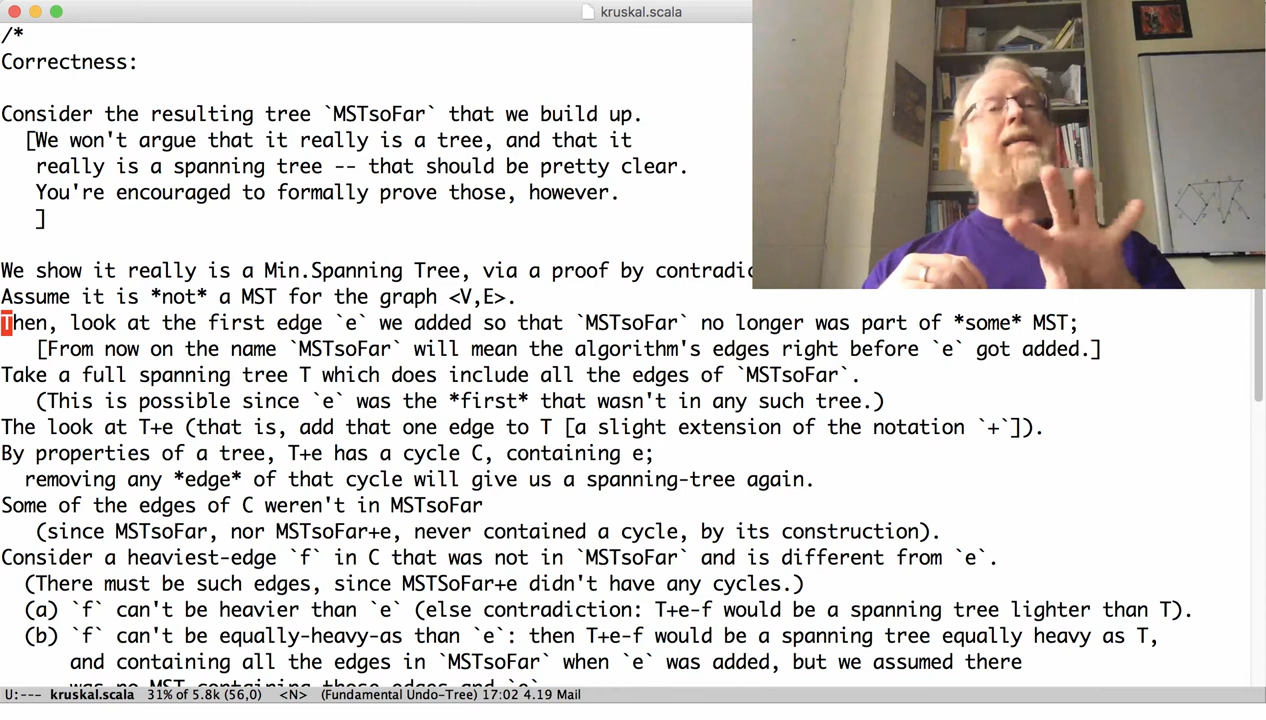 kruskal.scala
/*
Correctness:
Consider the resulting tree `MSTsoFar` that we build up.
[We won't argue that it really is a tree, and that it
really is a spanning tree -- that should be pretty clear.
You're encouraged to formally prove those, however.
]
We show it really is a Min.Spanning Tree, via a proof by contradic
Assume it is *not* a MST for the graph <V,E>.
Then, look at the first edge `e` we added so that `MSTsoFar` no longer was part of *some* MST;
[From now on the name `MSTsoFar` will mean the algorithm's edges right before `e` got added.]
Take a full spanning tree T which does include all the edges of `MSTsoFar`.
(This is possible since `e` was the *first* that wasn't in any such tree.)
The look at T+e (that is, add that one edge to T [a slight extension of the notation `+`]).
By properties of a tree, T+e has a cycle C, containing e;
removing any *edge* of that cycle will give us a spanning-tree again.
Some of the edges of C weren't in MSTsoFar
(since MSTsoFar, nor MSTsoFar+e, never contained a cycle, by its construction).
Consider a heaviest-edge `f` in C that was not in `MSTsoFar` and is different from `e`.
(There must be such edges, since MSTSoFar+e didn't have any cycles.)
(a) `f` can't be heavier than `e` (else contradiction: T+e-f would be a spanning tree lighter than T).
(b) `f` can't be equally-heavy-as than `e`: then T+e-f would be a spanning tree equally heavy as T,
and containing all the edges in `MSTsoFar` when `e` was added, but we assumed there
was no MST containing those edges and `e`
U:--- kruskal.scala 31% of 5.8k (56,0) <N> (Fundamental Undo-Tree) 17:02 4.19 Mail